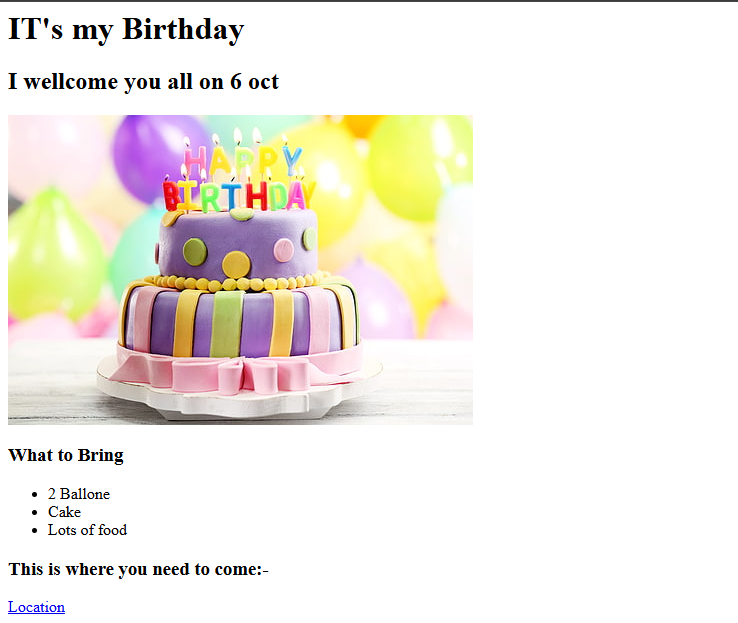 IT's my Birthday
I wellcome you all on 6 oct
HAPPY
BIRTHDAY
What to Bring
2 Ballone
Cake
Lots of food
This is where you need to come:-
Location